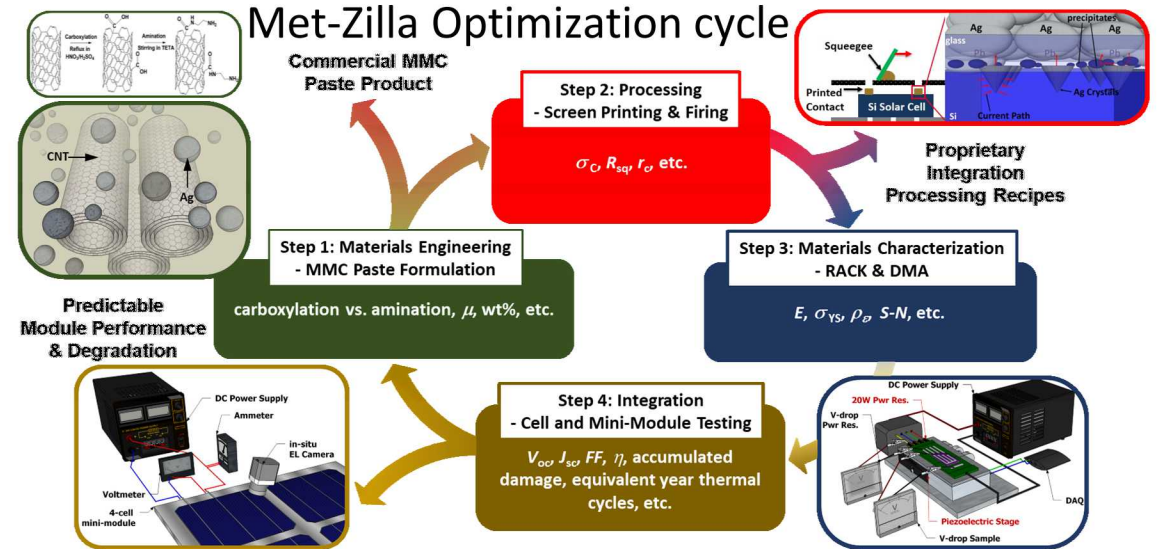 Met-Zilla Optimization cycle
Carboxylation
Reflux in
HNO₃/H₂SO₄
Amination
Stirring in TETA
CNT
Ag
Commercial MMC
Paste Product
Step 2: Processing
- Screen Printing & Firing
σC, Rsq, rc, etc.
Squeegee
Printed
Contact
Si Solar Cell
precipitates
Ag
Ag
Ag
glass
Pb
Pb
Ag Crystals
Si
Current Path
Proprietary
Integration
Processing Recipes
Step 1: Materials Engineering
- MMC Paste Formulation
carboxylation vs. amination, μ, wt%, etc.
Step 3: Materials Characterization
- RACK & DMA
E, σYS, ρε, S-N, etc.
Predictable
Module Performance
& Degradation
DC Power Supply
Ammeter
in-situ
EL Camera
Voltmeter
4-cell
mini-module
Step 4: Integration
- Cell and Mini-Module Testing
Voc, Jsc, FF, η, accumulated
damage, equivalent year thermal
cycles, etc.
DC Power Supply
20W Pwr Res.
V-drop
Pwr Res.
DAQ
Piezoelectric Stage
V-drop Sample